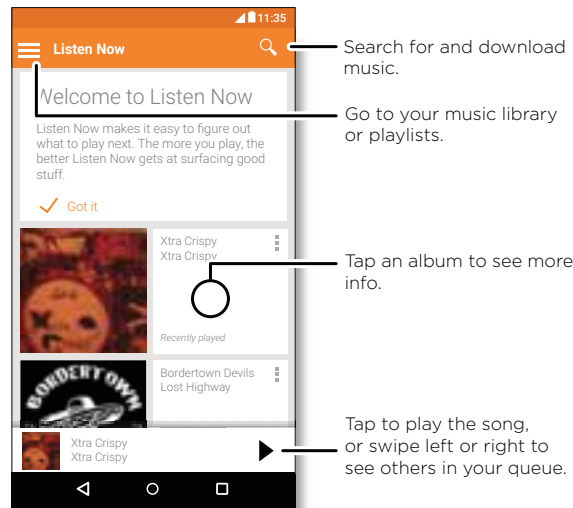 11:35
Listen Now
Search for and download
music.
Go to your music library
or playlists.
Welcome to Listen Now
Listen Now makes it easy to figure out
what to play next. The more you play, the
better Listen Now gets at surfacing good
stuff.
Got it
Xtra Crispy
Xtra Crispy
Recently played
Tap an album to see more
info.
BORDERTOWN
Bordertown Devils
Lost Highway
Xtra Crispy
Xtra Crispy
Tap to play the song,
or swipe left or right to
see others in your queue.